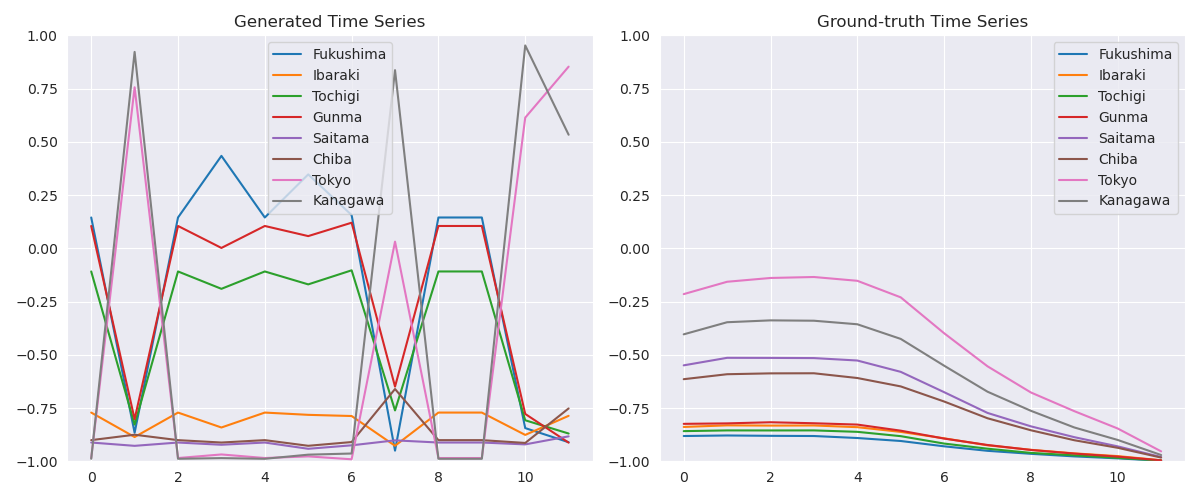 Generated Time Series
1.00
0.75
0.50
0.25
0.00
−0.25
−0.50
−0.75
−1.00
0 2 4 6 8 10
Fukushima
Ibaraki
Tochigi
Gunma
Saitama
Chiba
Tokyo
Kanagawa
Ground-truth Time Series
1.00
0.75
0.50
0.25
0.00
−0.25
−0.50
−0.75
−1.00
0 2 4 6 8 10
Fukushima
Ibaraki
Tochigi
Gunma
Saitama
Chiba
Tokyo
Kanagawa